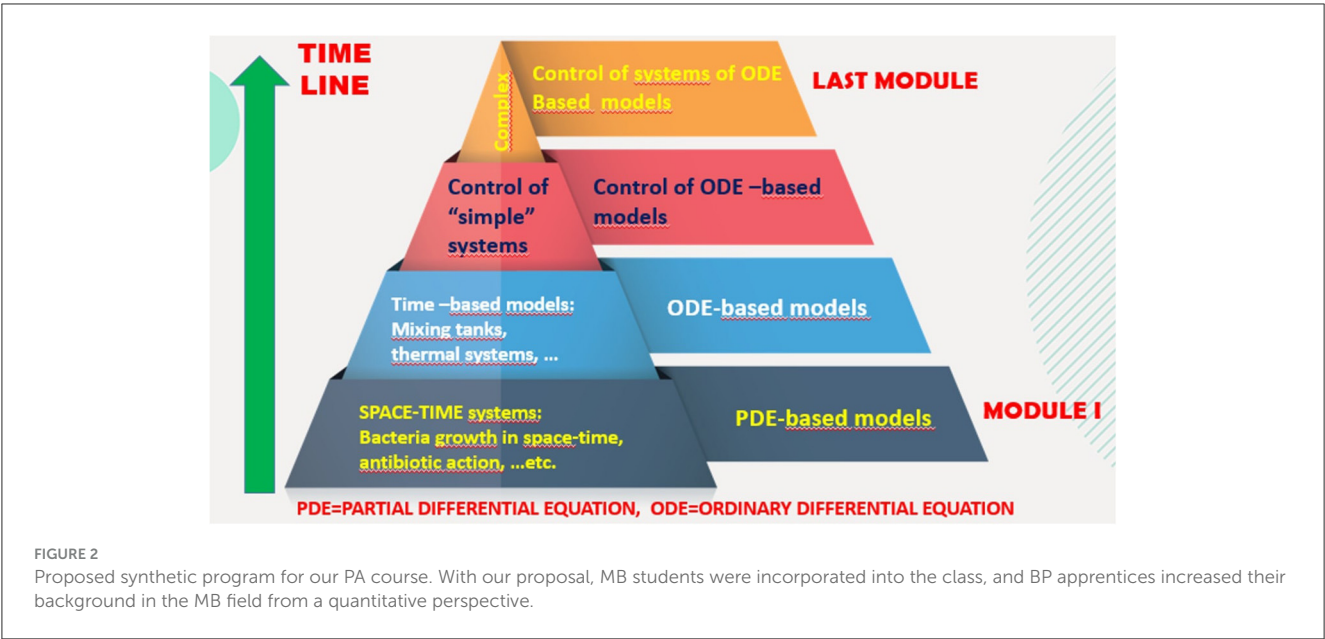 TIME
LINE
Complex
Control of systems of ODE
Based models
LAST MODULE
Control of
“simple”
systems
Control of ODE –based
models
Time –based models:
Mixing tanks,
thermal systems, ...
ODE-based models
SPACE-TIME systems:
Bacteria growth in space-time,
antibiotic action, ...etc.
PDE-based models
MODULE I
PDE=PARTIAL DIFFERENTIAL EQUATION, ODE=ORDINARY DIFFERENTIAL EQUATION
FIGURE 2
Proposed synthetic program for our PA course. With our proposal, MB students were incorporated into the class, and BP apprentices increased their
background in the MB field from a quantitative perspective.